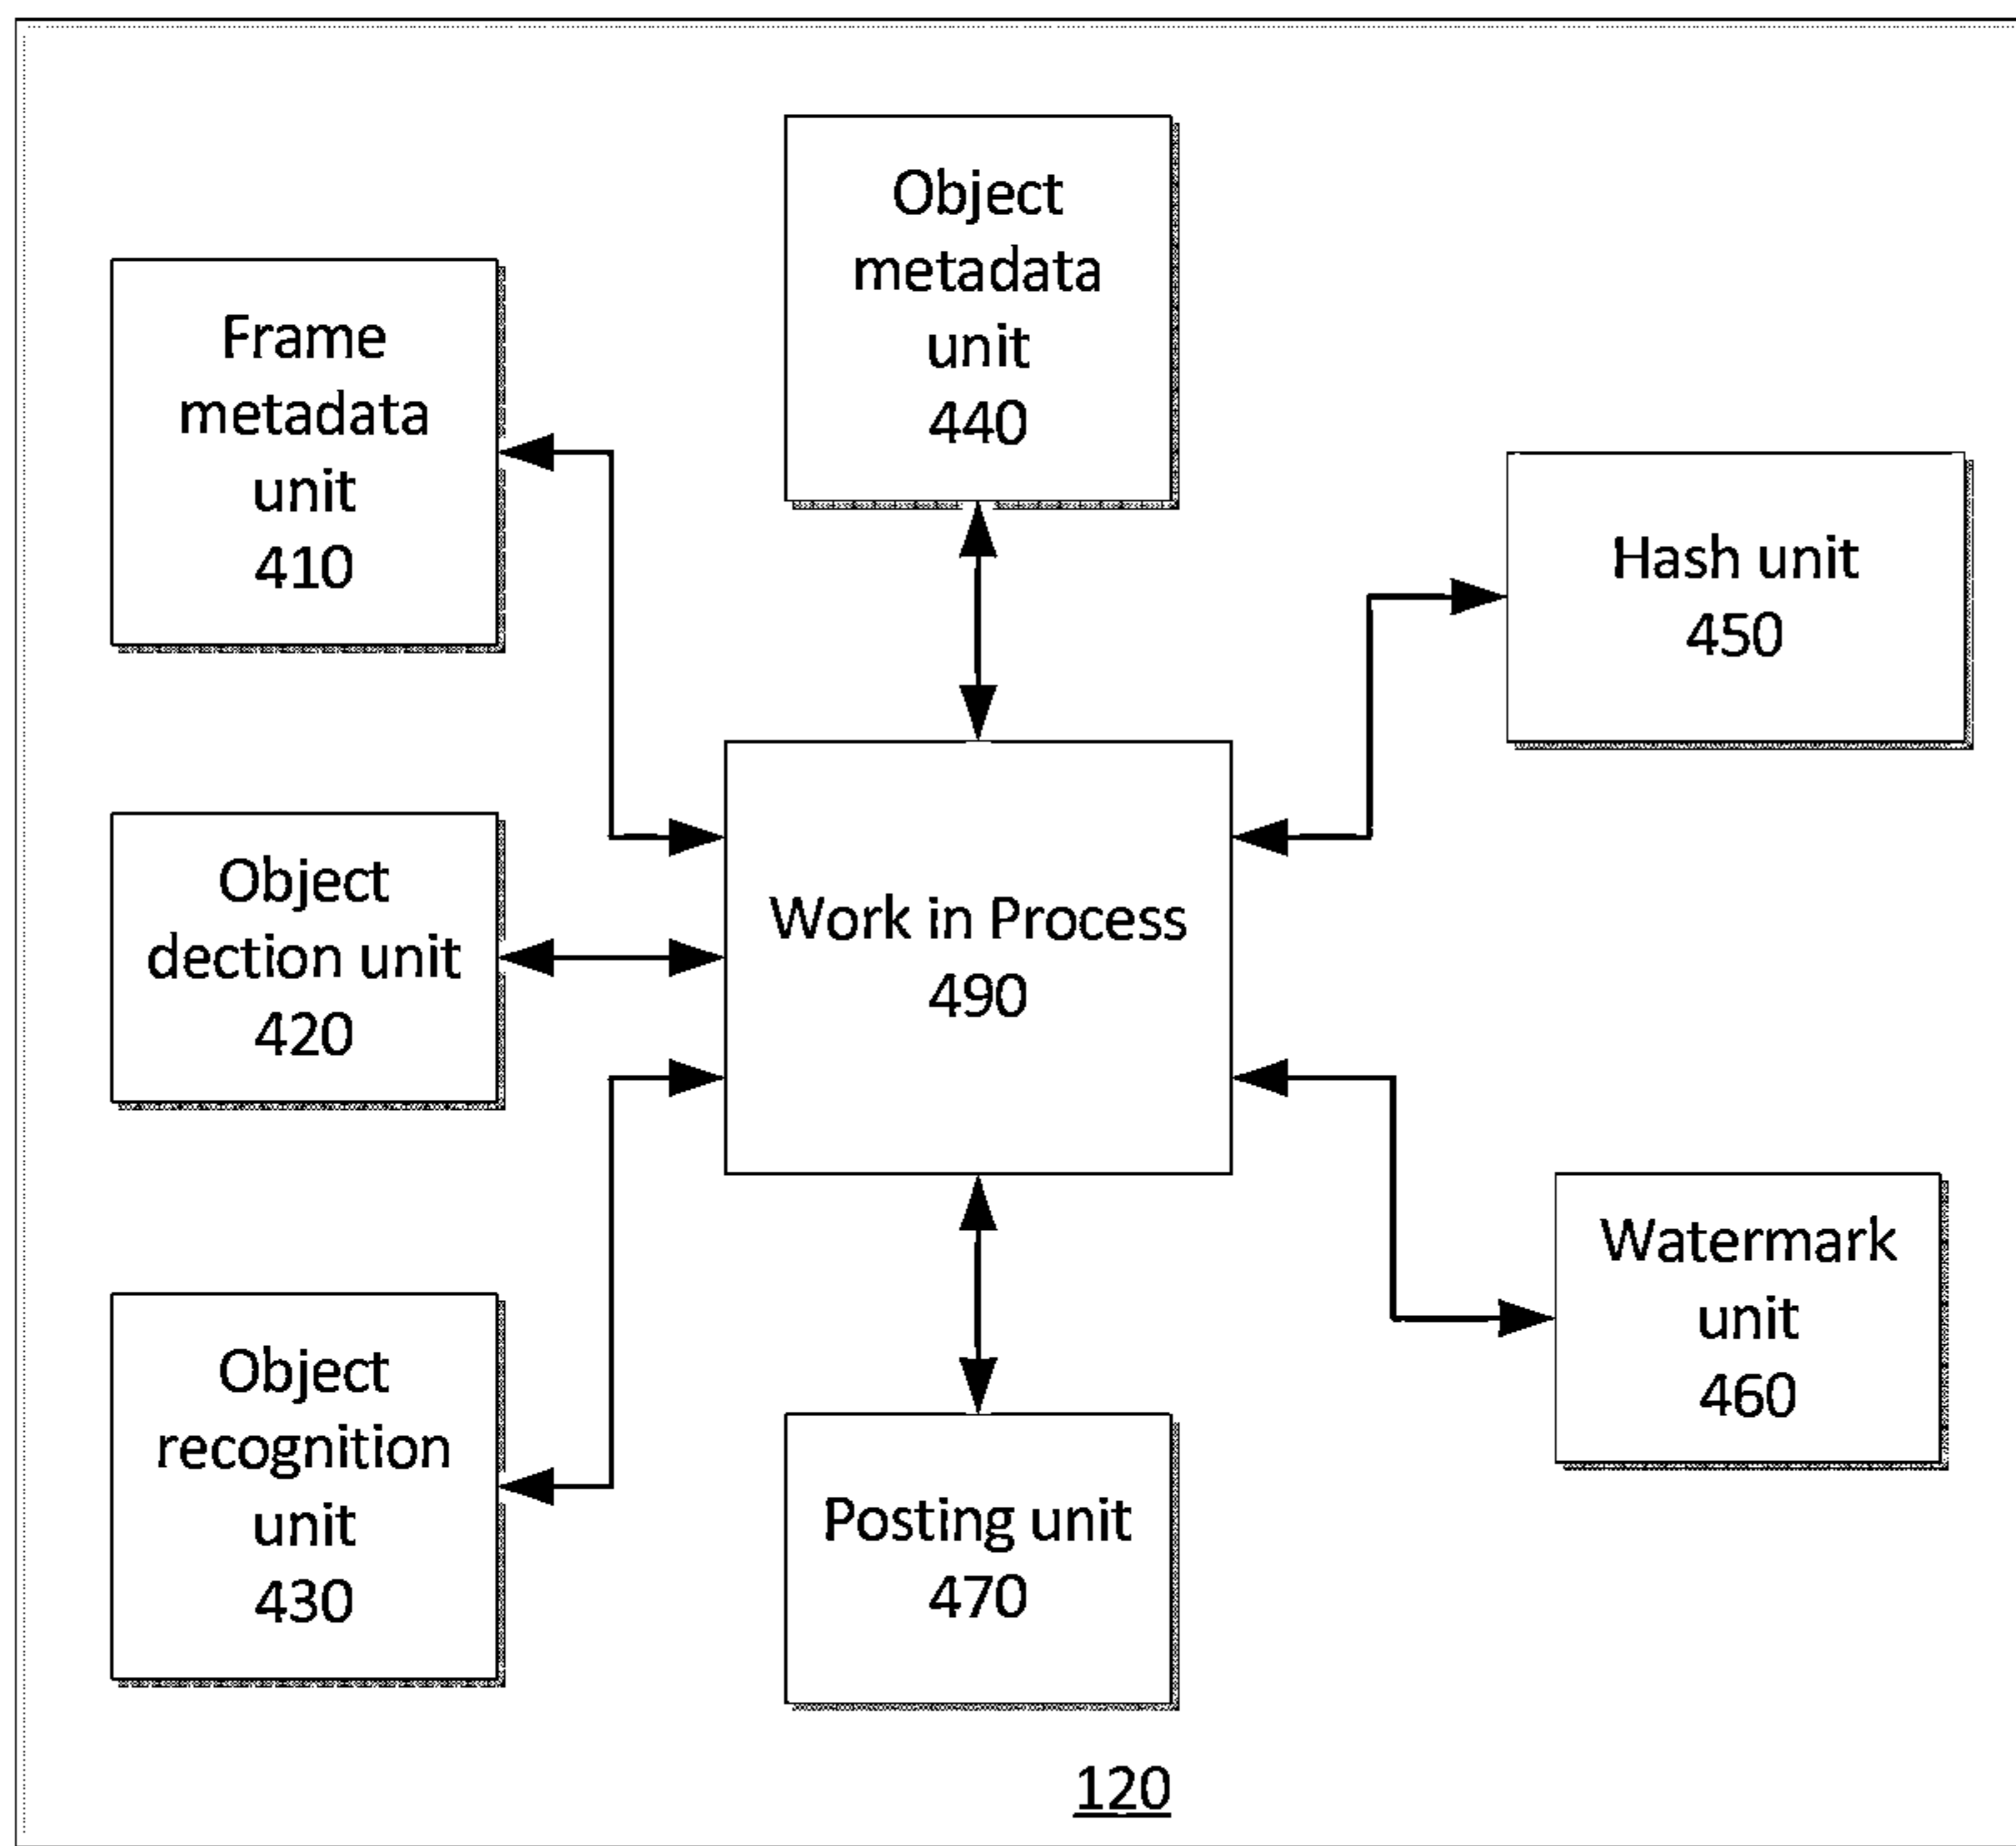 Frame
metadata
unit
410
Object
metadata
unit
440
Hash unit
450
Object
dection unit
420
Work in Process
490
Object
recognition
unit
430
Posting unit
470
Watermark
unit
460
120